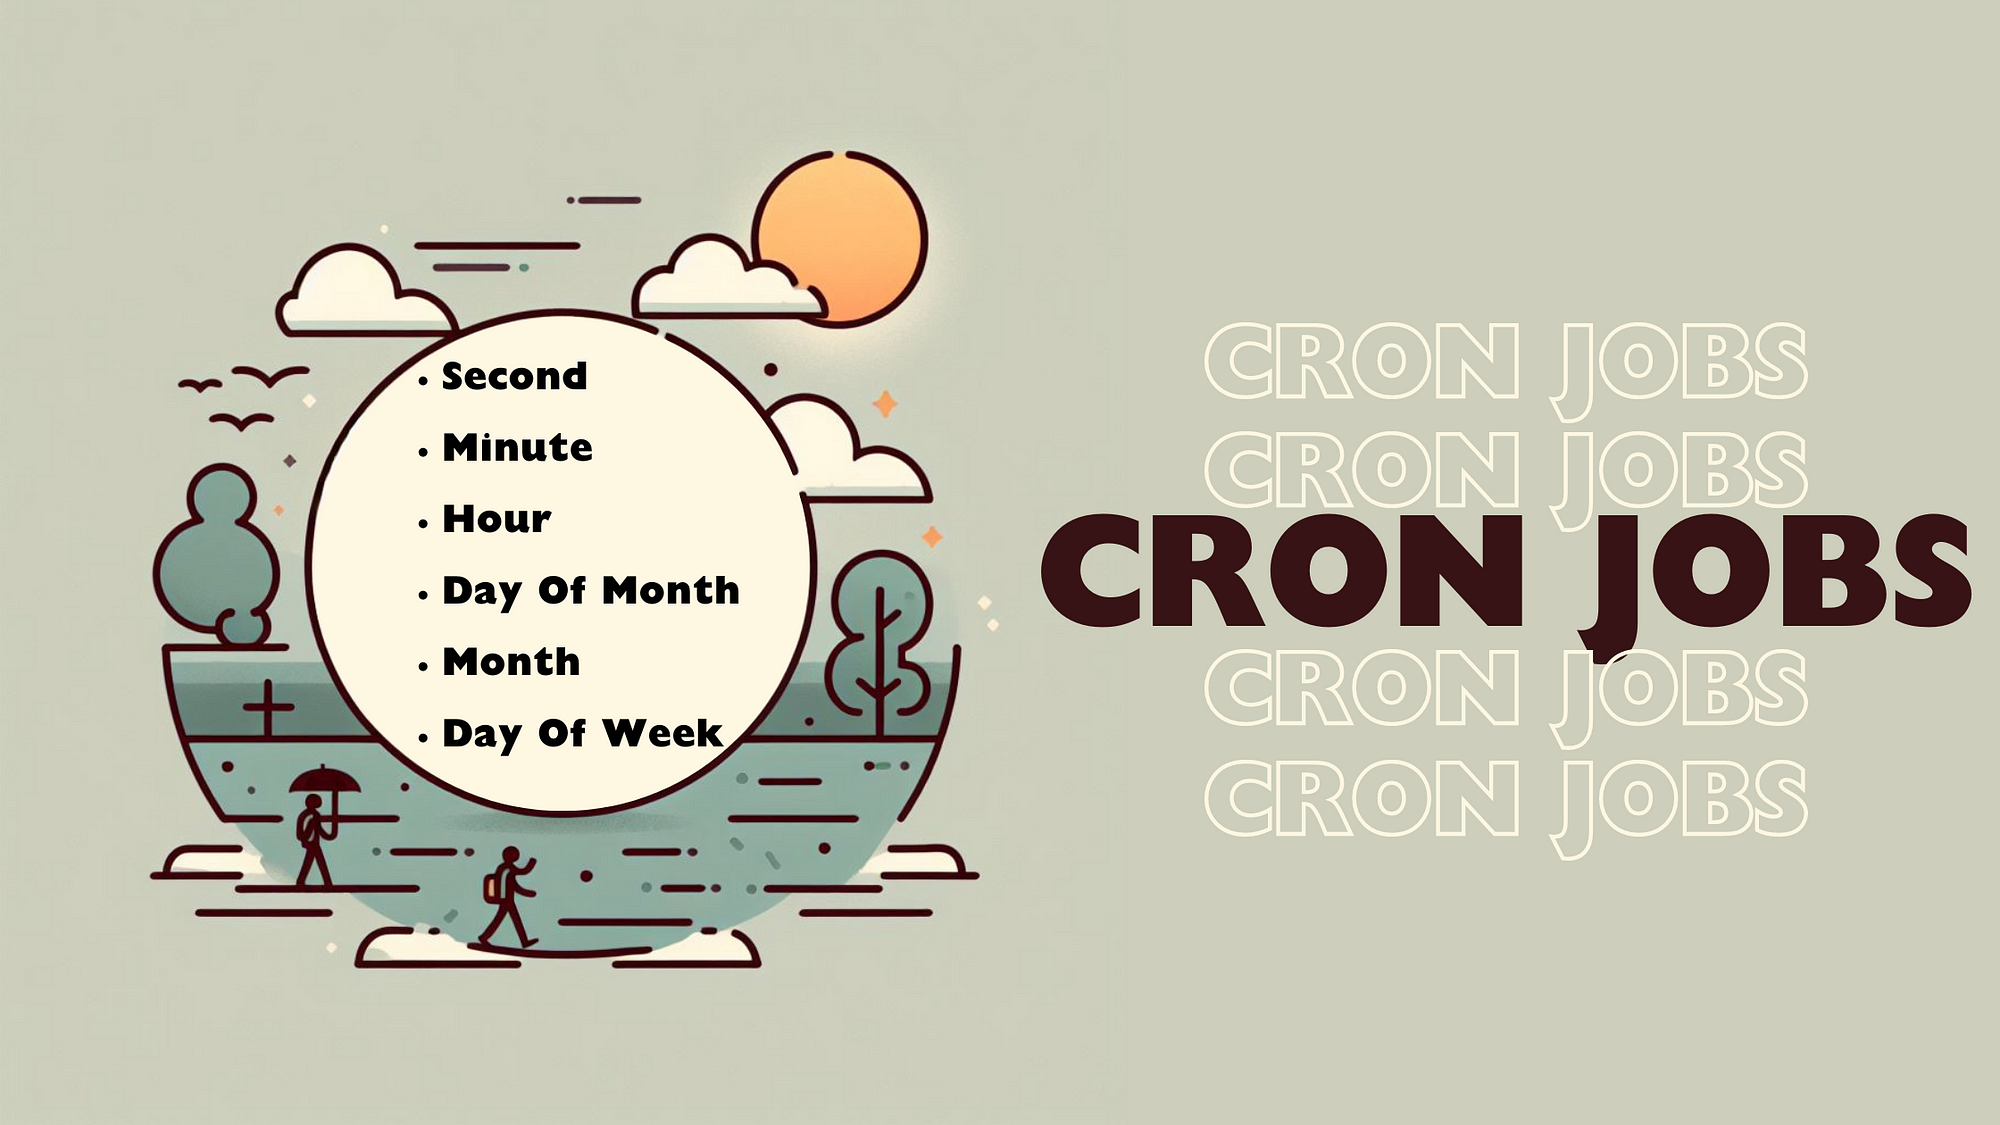 • Second
• Minute
• Hour
• Day Of Month
• Month
• Day Of Week
CRON JOBS
CRON JOBS
CRON JOBS
CRON JOBS
CRON JOBS